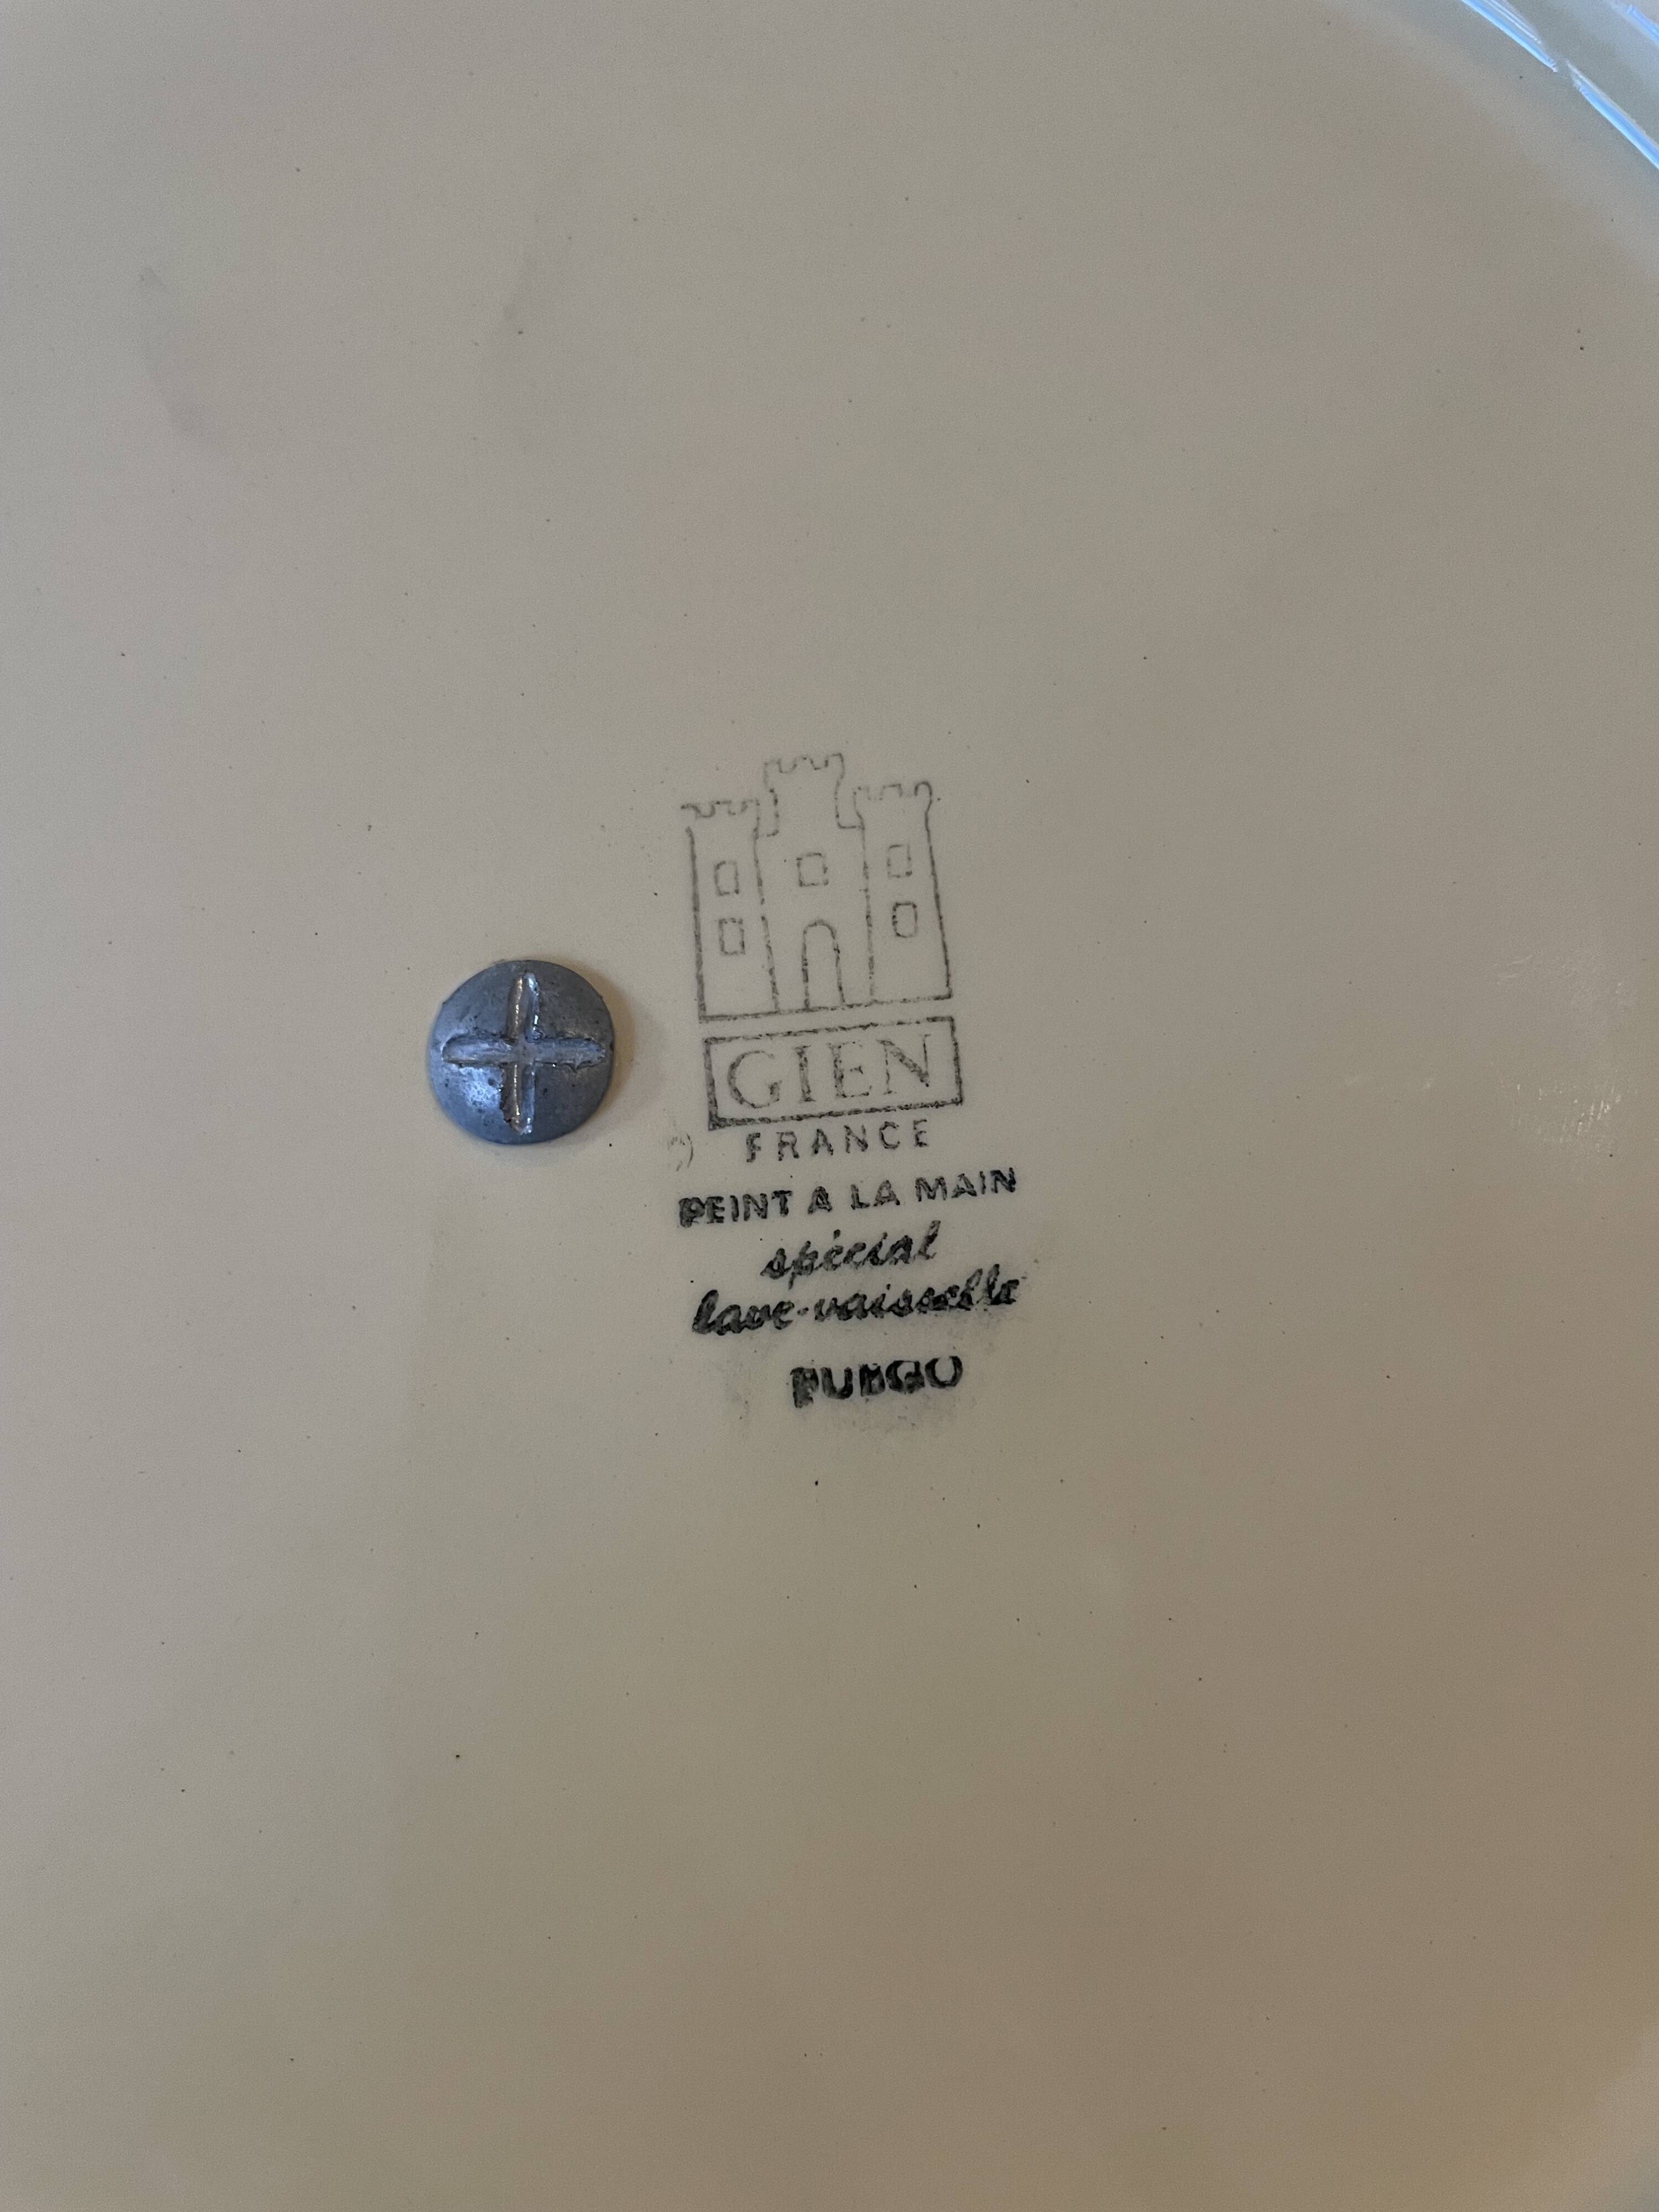 GIEN
FRANCE
PEINT A LA MAIN
spécial
lave-vaisselle